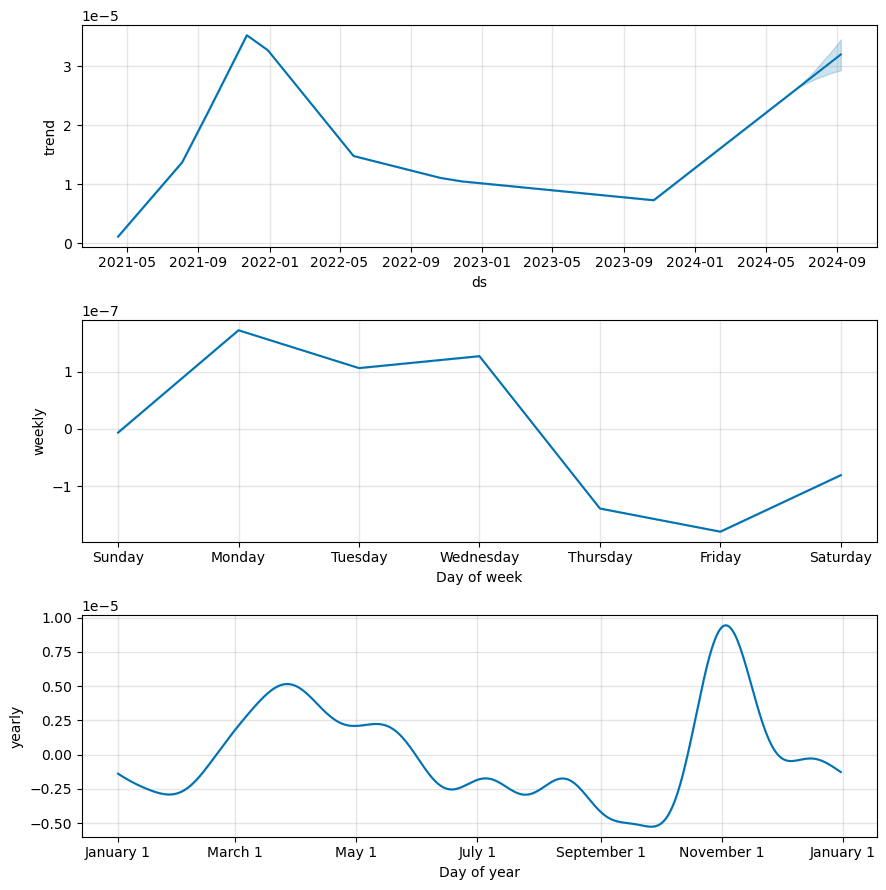 1e−5
3
2
1
0
trend
2021-05 2021-09 2022-01 2022-05 2022-09 2023-01 2023-05 2023-09 2024-01 2024-05 2024-09
ds
1e−7
1
0
−1
weekly
Sunday Monday Tuesday Wednesday Thursday Friday Saturday
Day of week
1e−5
1.00
0.75
0.50
0.25
0.00
−0.25
−0.50
yearly
January 1 March 1 May 1 July 1 September 1 November 1 January 1
Day of year